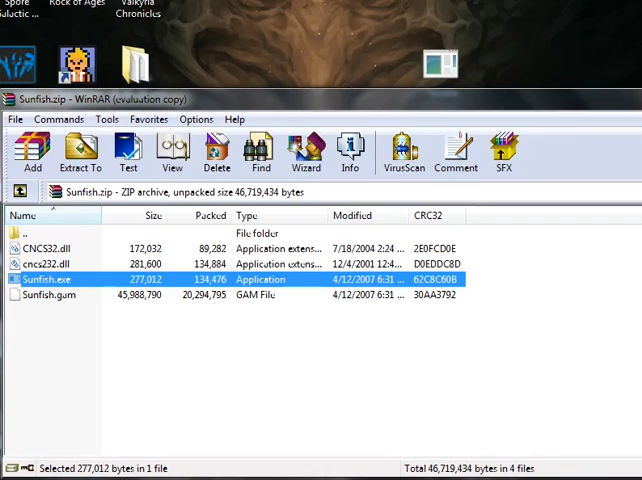 Spore Galactic ...
Rock of Ages
Valkyria Chronicles
Sunfish.zip - WinRAR (evaluation copy)
File Commands Tools Favorites Options Help
Add Extract To Test View Delete Find Wizard Info VirusScan Comment SFX
Sunfish.zip - ZIP archive, unpacked size 46,719,434 bytes
Name Size Packed Type Modified CRC32
.. File folder
CNCS32.dll 172,032 89,282 Application extens... 7/18/2004 2:24 ... 2E0FCD0E
cncs232.dll 281,600 134,884 Application extens... 12/4/2001 12:4... D0EDDC8D
Sunfish.exe 277,012 134,476 Application 4/12/2007 6:31 ... 62C8C60B
Sunfish.gam 45,988,790 20,294,795 GAM File 4/12/2007 6:31 ... 30AA3792
Selected 277,012 bytes in 1 file
Total 46,719,434 bytes in 4 files